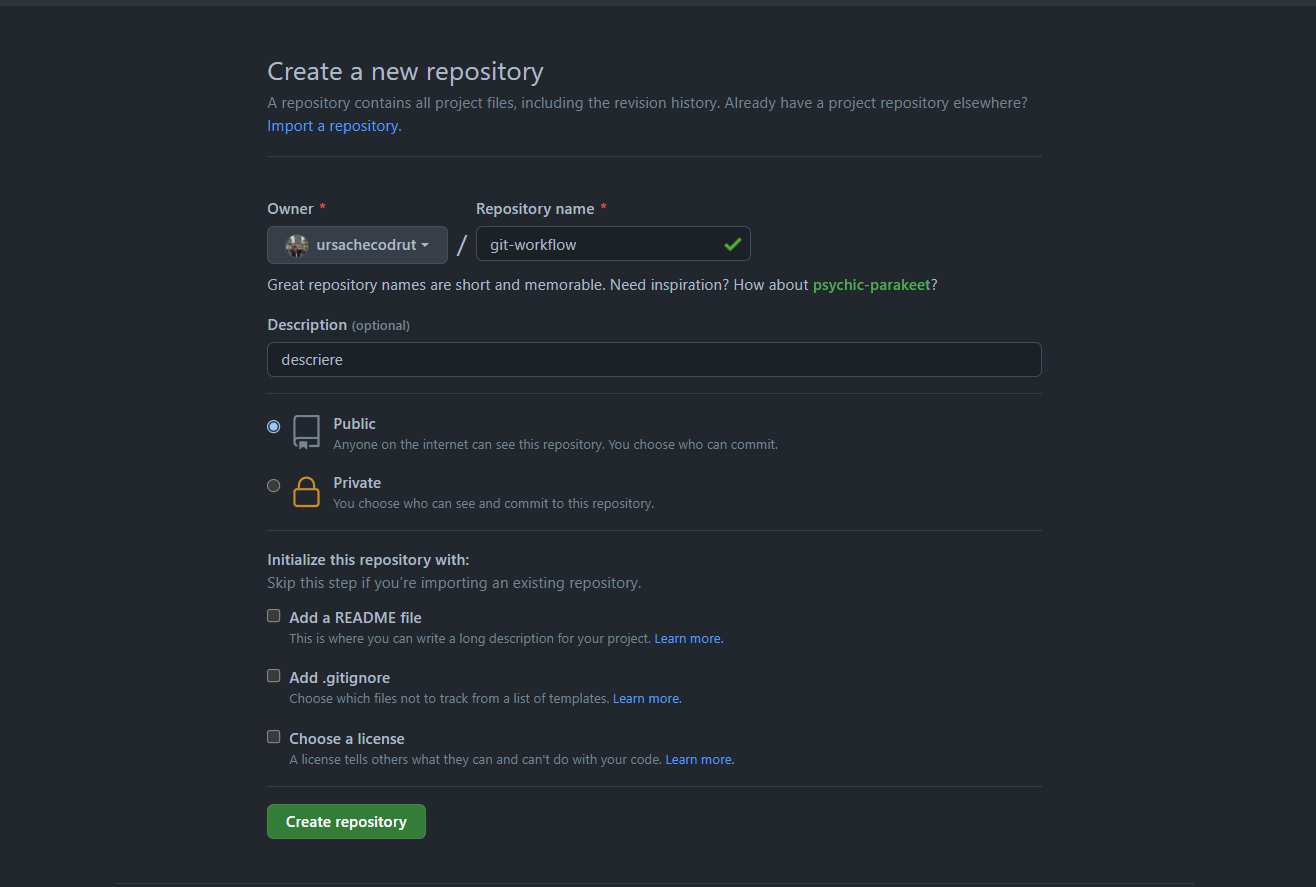 Create a new repository
A repository contains all project files, including the revision history. Already have a project repository elsewhere?
Import a repository.
Owner *
Repository name *
ursachecodrut / git-workflow
Great repository names are short and memorable. Need inspiration? How about psychic-parakeet?
Description (optional)
descriere
Public
Anyone on the internet can see this repository. You choose who can commit.
Private
You choose who can see and commit to this repository.
Initialize this repository with:
Skip this step if you’re importing an existing repository.
Add a README file
This is where you can write a long description for your project. Learn more.
Add .gitignore
Choose which files not to track from a list of templates. Learn more.
Choose a license
A license tells others what they can and can't do with your code. Learn more.
Create repository